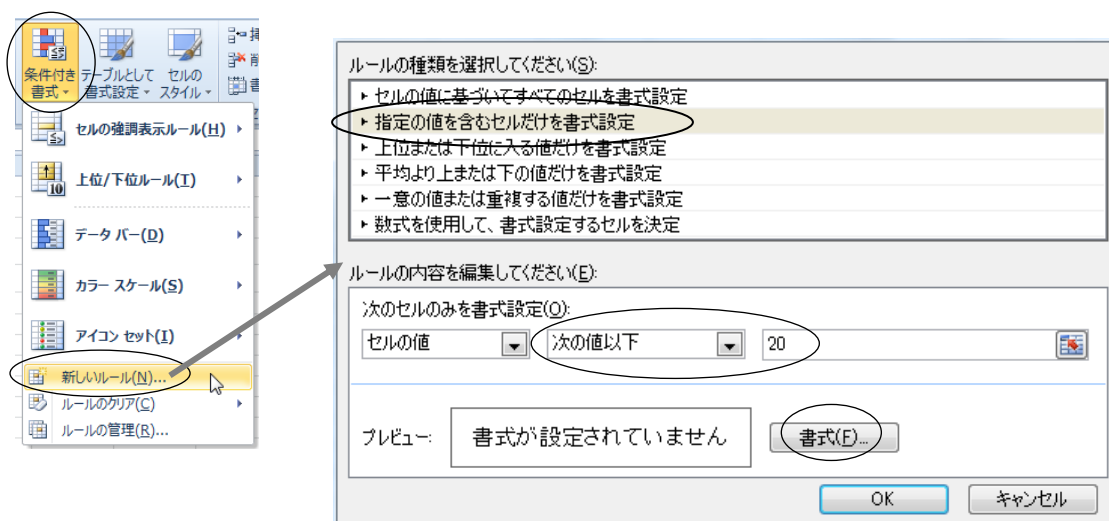 条件付き
書式
テーブルとして
書式設定
セルの
スタイル
セルの強調表示ルール(H)
上位/下位ルール(T)
10
データ バー(D)
カラー スケール(S)
アイコン セット(I)
新しいルール(N)...
ルールのクリア(C)
ルールの管理(R)...
ルールの種類を選択してください(S):
セルの値に基づいてすべてのセルを書式設定
指定の値を含むセルだけを書式設定
上位または下位に入る値だけを書式設定
平均より上または下の値だけを書式設定
一意の値または重複する値だけを書式設定
数式を使用して、書式設定するセルを決定
ルールの内容を編集してください(E):
次のセルのみを書式設定(O):
セルの値 次の値以下 20
プレビュー: 書式が設定されていません 書式(F)...
OK キャンセル